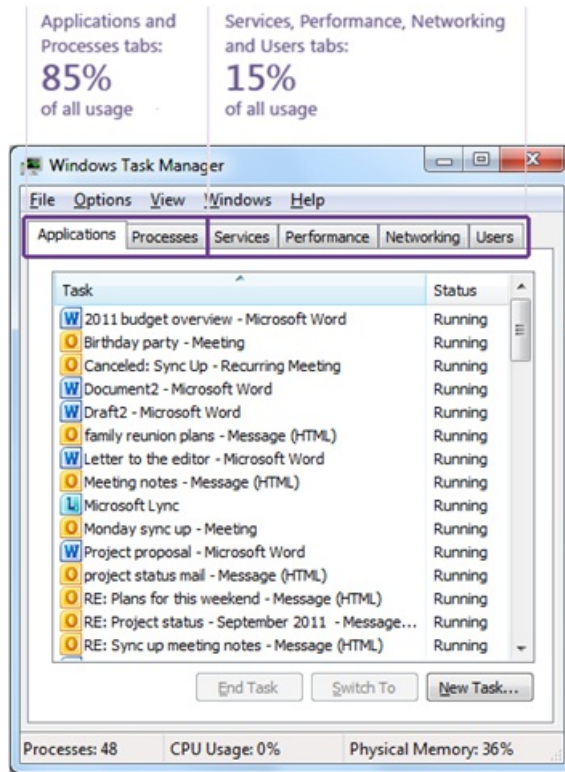 Applications and
Processes tabs:
85%
of all usage
Services, Performance, Networking
and Users tabs:
15%
of all usage
Windows Task Manager
File Options View Windows Help
Applications Processes Services Performance Networking Users
Task Status
2011 budget overview - Microsoft Word Running
Birthday party - Meeting Running
Canceled: Sync Up - Recurring Meeting Running
Document2 - Microsoft Word Running
Draft2 - Microsoft Word Running
family reunion plans - Message (HTML) Running
Letter to the editor - Microsoft Word Running
Meeting notes - Message (HTML) Running
Microsoft Lync Running
Monday sync up - Meeting Running
Project proposal - Microsoft Word Running
project status mail - Message (HTML) Running
RE: Plans for this weekend - Message (HTML) Running
RE: Project status - September 2011 - Message... Running
RE: Sync up meeting notes - Message (HTML) Running
End Task Switch To New Task...
Processes: 48 CPU Usage: 0% Physical Memory: 36%